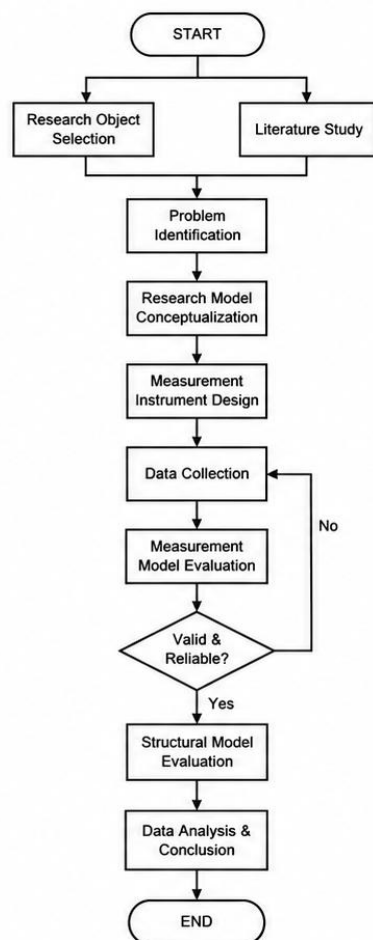 START
Research Object
Selection
Literature Study
Problem
Identification
Research Model
Conceptualization
Measurement
Instrument Design
Data Collection
No
Measurement
Model Evaluation
Valid &
Reliable?
Yes
Structural Model
Evaluation
Data Analysis &
Conclusion
END